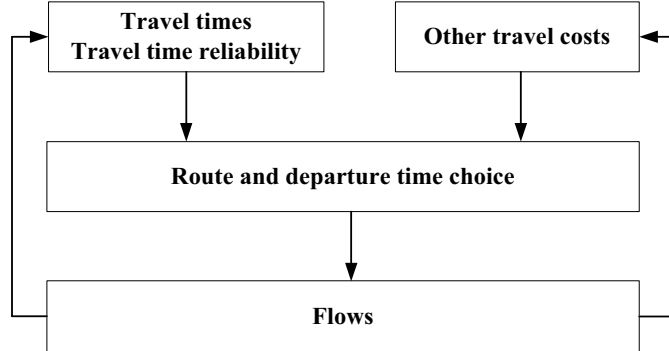 Travel times
Travel time reliability
Other travel costs
Route and departure time choice
Flows